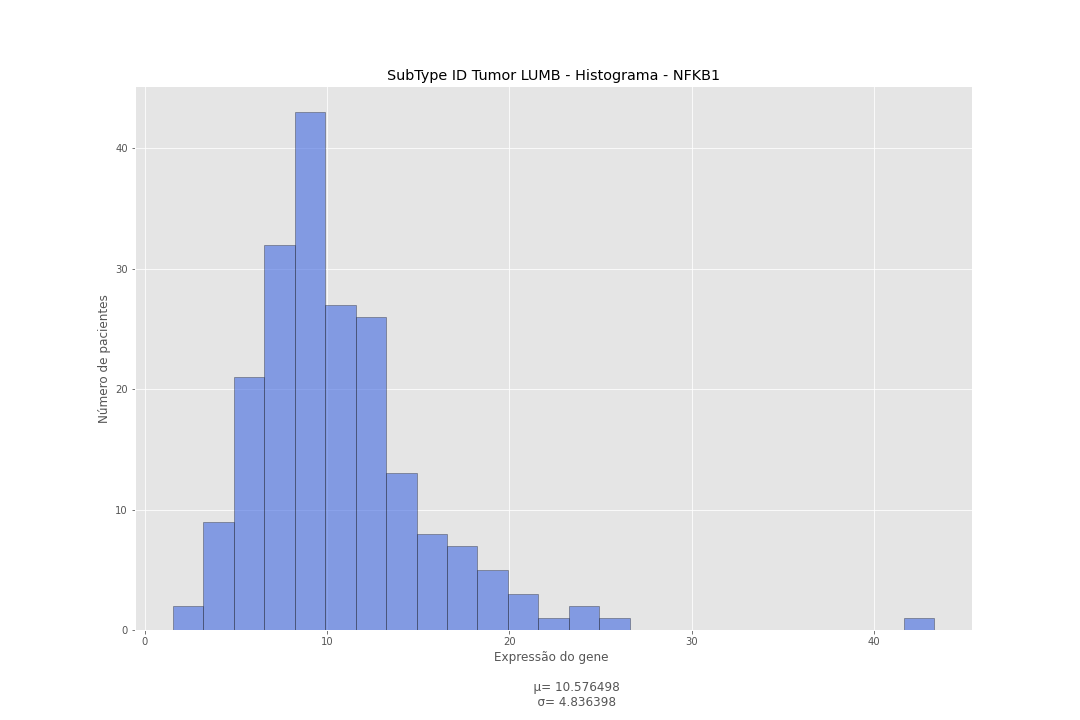 SubType ID Tumor LUMB - Histograma - NFKB1
40
30
20
10
0
Número de pacientes
0 10 20 30 40
Expressão do gene
μ= 10.576498
σ= 4.836398